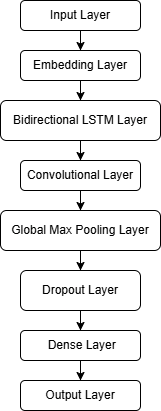 Input Layer
Embedding Layer
Bidirectional LSTM Layer
Convolutional Layer
Global Max Pooling Layer
Dropout Layer
Dense Layer
Output Layer